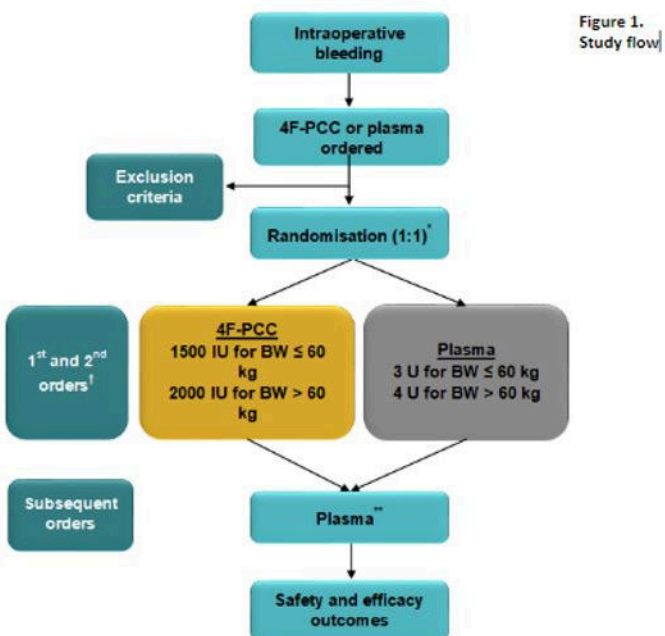 Figure 1.
Study flow
Intraoperative
bleeding
4F-PCC or plasma
ordered
Exclusion
criteria
Randomisation (1:1)*
1st and 2nd
orders†
4F-PCC
1500 IU for BW ≤ 60
kg
2000 IU for BW > 60
kg
Plasma
3 U for BW ≤ 60 kg
4 U for BW > 60 kg
Subsequent
orders
Plasma**
Safety and efficacy
outcomes